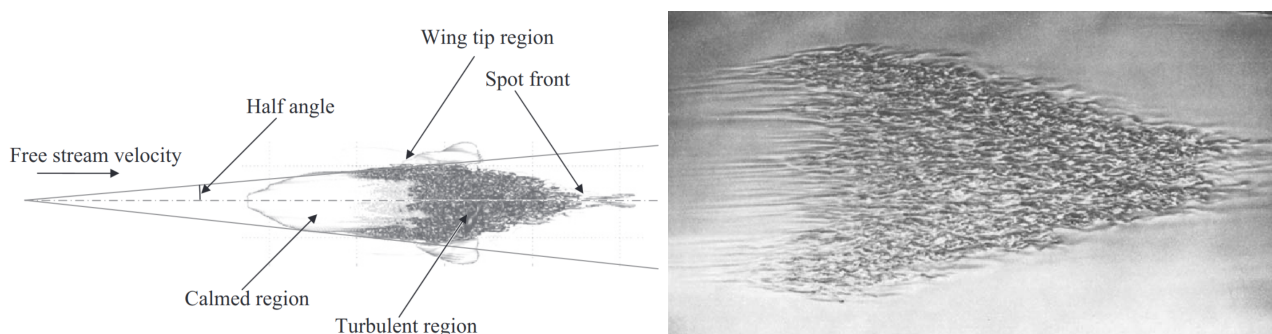 Wing tip region
Spot front
Half angle
Free stream velocity
Calmed region
Turbulent region